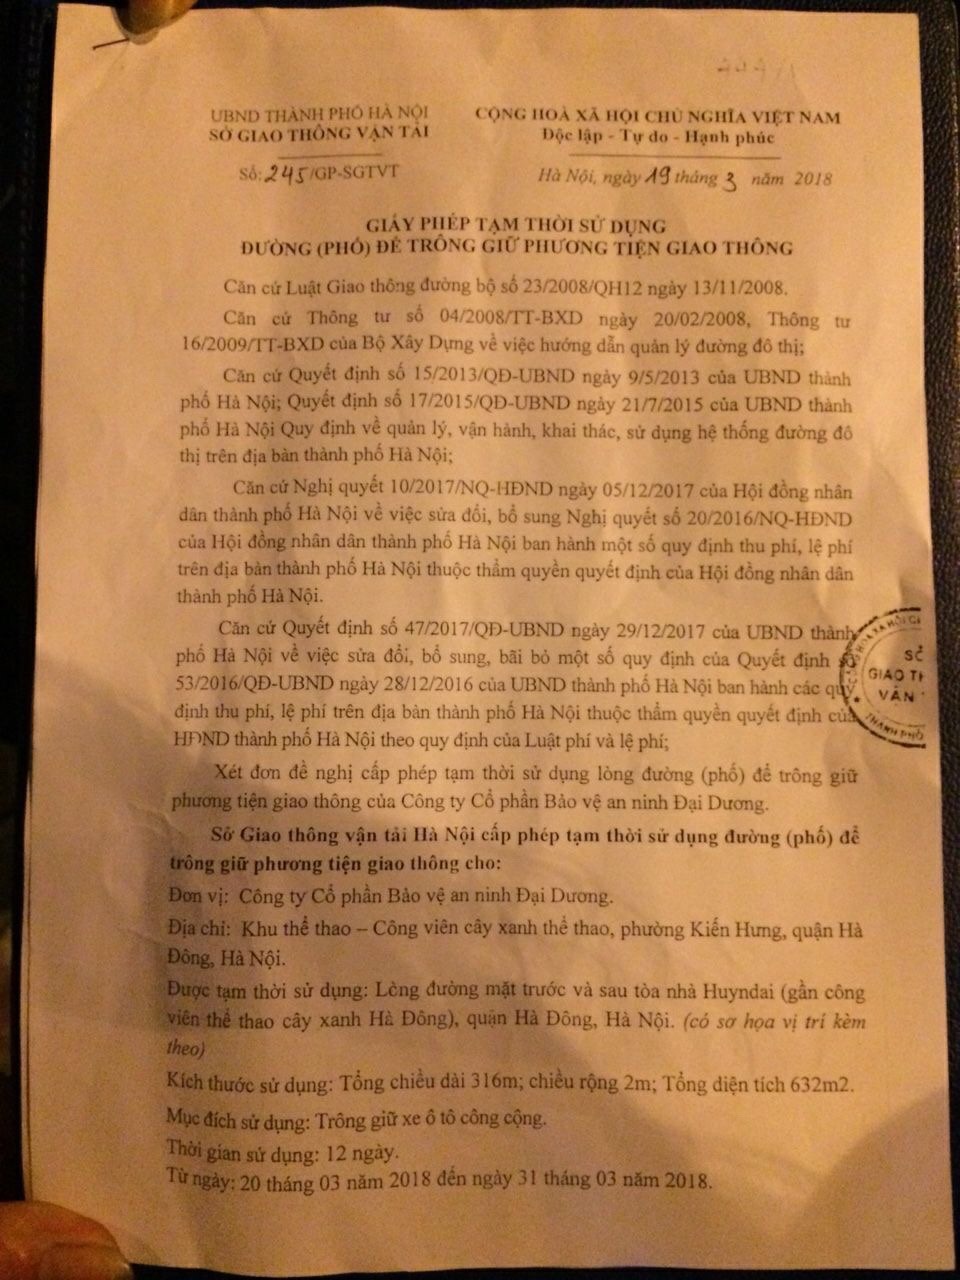 UBND THÀNH PHỐ HÀ NỘI
SỞ GIAO THÔNG VẬN TẢI
Số: 245/GP-SGTVT
CỘNG HOÀ XÃ HỘI CHỦ NGHĨA VIỆT NAM
Độc lập - Tự do - Hạnh phúc
Hà Nội, ngày 19 tháng 3 năm 2018
GIẤY PHÉP TẠM THỜI SỬ DỤNG
ĐƯỜNG (PHỐ) ĐỂ TRÔNG GIỮ PHƯƠNG TIỆN GIAO THÔNG
Căn cứ Luật Giao thông đường bộ số 23/2008/QH12 ngày 13/11/2008.
Căn cứ Thông tư số 04/2008/TT-BXD ngày 20/02/2008, Thông tư
16/2009/TT-BXD của Bộ Xây Dựng về việc hướng dẫn quản lý đường đô thị;
Căn cứ Quyết định số 15/2013/QĐ-UBND ngày 9/5/2013 của UBND thành
phố Hà Nội; Quyết định số 17/2015/QĐ-UBND ngày 21/7/2015 của UBND thành
phố Hà Nội Quy định về quản lý, vận hành, khai thác, sử dụng hệ thống đường đô
thị trên địa bàn thành phố Hà Nội;
Căn cứ Nghị quyết 10/2017/NQ-HĐND ngày 05/12/2017 của Hội đồng nhân
dân thành phố Hà Nội về việc sửa đổi, bổ sung Nghị quyết số 20/2016/NQ-HĐND
của Hội đồng nhân dân thành phố Hà Nội ban hành một số quy định thu phí, lệ phí
trên địa bàn thành phố Hà Nội thuộc thẩm quyền quyết định của Hội đồng nhân dân
thành phố Hà Nội.
Căn cứ Quyết định số 47/2017/QĐ-UBND ngày 29/12/2017 của UBND thành
phố Hà Nội về việc sửa đổi, bổ sung, bãi bỏ một số quy định của Quyết định số
53/2016/QĐ-UBND ngày 28/12/2016 của UBND thành phố Hà Nội ban hành các quy
định thu phí, lệ phí trên địa bàn thành phố Hà Nội thuộc thẩm quyền quyết định của
HĐND thành phố Hà Nội theo quy định của Luật phí và lệ phí;
SỞ
GIAO TH
VẬN
THÀNH PHỐ
Xét đơn đề nghị cấp phép tạm thời sử dụng lòng đường (phố) để trông giữ
phương tiện giao thông của Công ty Cổ phần Bảo vệ an ninh Đại Dương.
Sở Giao thông vận tải Hà Nội cấp phép tạm thời sử dụng đường (phố) để
trông giữ phương tiện giao thông cho:
Đơn vị: Công ty Cổ phần Bảo vệ an ninh Đại Dương.
Địa chỉ: Khu thể thao – Công viên cây xanh thể thao, phường Kiến Hưng, quận Hà
Đông, Hà Nội.
Được tạm thời sử dụng: Lòng đường mặt trước và sau tòa nhà Huyndai (gần công
viên thể thao cây xanh Hà Đông), quận Hà Đông, Hà Nội. (có sơ họa vị trí kèm
theo)
Kích thước sử dụng: Tổng chiều dài 316m; chiều rộng 2m; Tổng diện tích 632m2.
Mục đích sử dụng: Trông giữ xe ô tô công cộng.
Thời gian sử dụng: 12 ngày.
Từ ngày: 20 tháng 03 năm 2018 đến ngày 31 tháng 03 năm 2018.